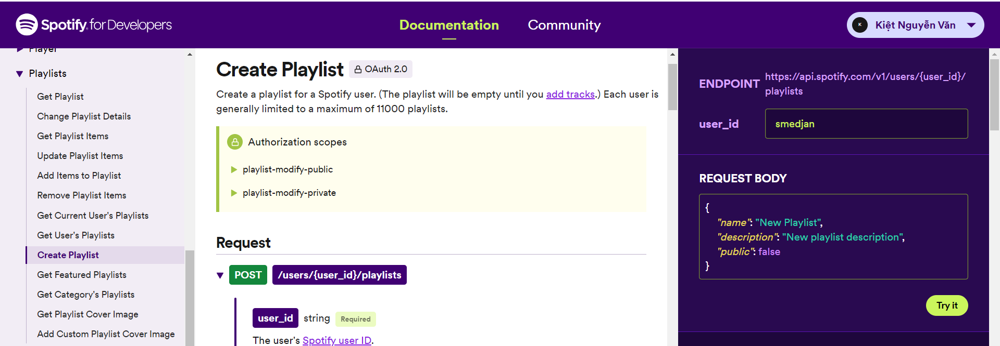 Spotify for Developers
Documentation
Community
K
Kiệt Nguyễn Văn
Player
Playlists
Get Playlist
Change Playlist Details
Get Playlist Items
Update Playlist Items
Add Items to Playlist
Remove Playlist Items
Get Current User's Playlists
Get User's Playlists
Create Playlist
Get Featured Playlists
Get Category's Playlists
Get Playlist Cover Image
Add Custom Playlist Cover Image
Create Playlist
OAuth 2.0
Create a playlist for a Spotify user. (The playlist will be empty until you add tracks.) Each user is
generally limited to a maximum of 11000 playlists.
Authorization scopes
playlist-modify-public
playlist-modify-private
Request
POST /users/{user_id}/playlists
user_id string Required
The user's Spotify user ID.
ENDPOINT
https://api.spotify.com/v1/users/{user_id}/
playlists
user_id
smedjan
REQUEST BODY
{
"name": "New Playlist",
"description": "New playlist description",
"public": false
}
Try it